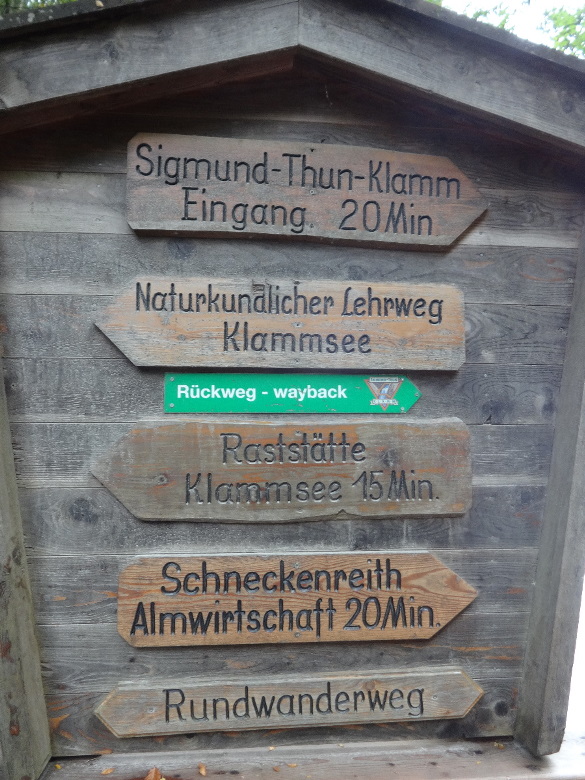 Sigmund-Thun-Klamm
Eingang. 20 Min.
Naturkundlicher Lehrweg
Klammsee
Rückweg - wayback
Raststätte
Klammsee 15 Min.
Schneckenreith
Almwirtschaft 20 Min.
Rundwanderweg